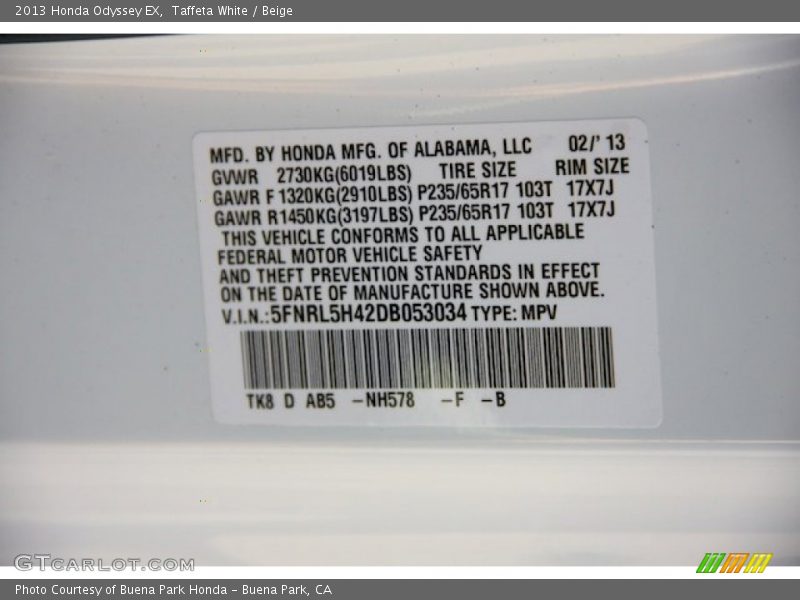 2013 Honda Odyssey EX, Taffeta White / Beige
MFD. BY HONDA MFG. OF ALABAMA, LLC 02/' 13
GVWR 2730KG(6019LBS) TIRE SIZE RIM SIZE
GAWR F 1320KG(2910LBS) P235/65R17 103T 17X7J
GAWR R1450KG(3197LBS) P235/65R17 103T 17X7J
THIS VEHICLE CONFORMS TO ALL APPLICABLE
FEDERAL MOTOR VEHICLE SAFETY
AND THEFT PREVENTION STANDARDS IN EFFECT
ON THE DATE OF MANUFACTURE SHOWN ABOVE.
V.I.N.:5FNRL5H42DB053034 TYPE: MPV
TK8 D AB5 -NH578 -F -B
GTCARLOT.COM
Photo Courtesy of Buena Park Honda - Buena Park, CA